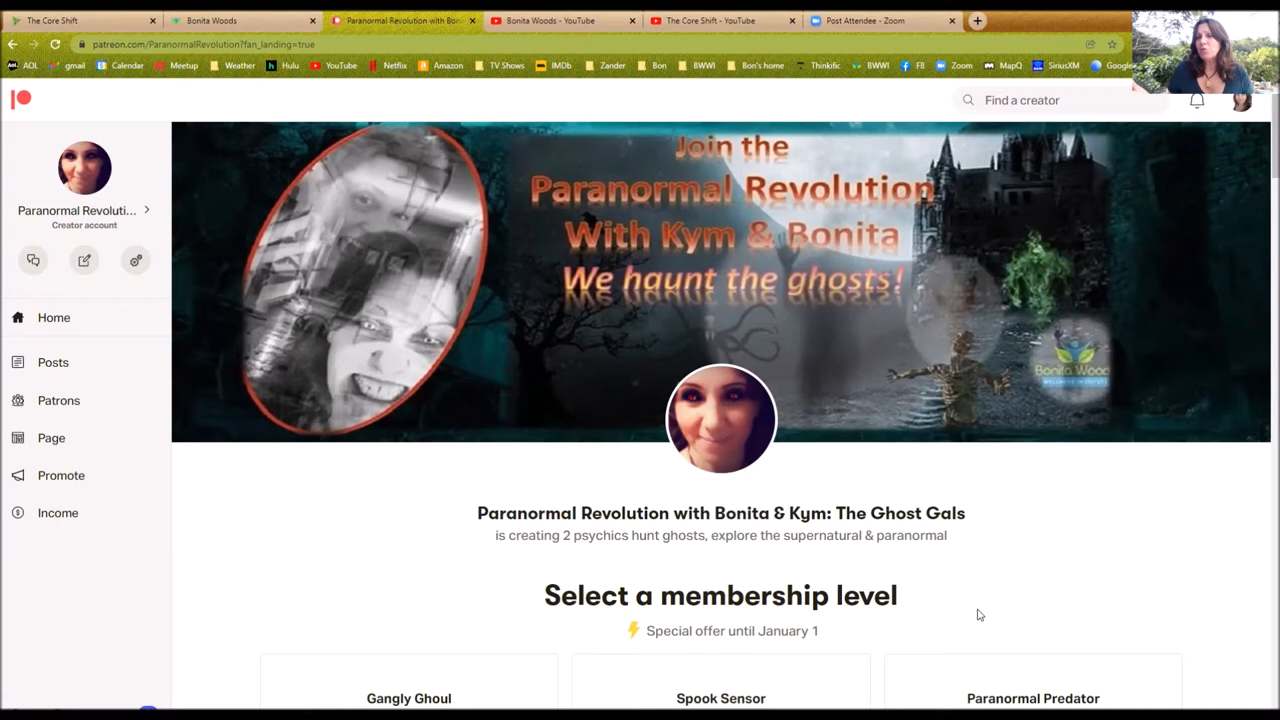 The Core Shift
Bonita Woods
Paranormal Revolution with Bon
Bonita Woods - YouTube
The Core Shift - YouTube
Post Attendee - Zoom
patreon.com/ParanormalRevolution?fan_landing=true
AOL
gmail
Calendar
Meetup
Weather
Hulu
YouTube
Netflix
Amazon
TV Shows
IMDb
Zander
Bon
BWWI
Bon's home
Thinkific
BWWI
FB
Zoom
MapQ
SiriusXM
Google
Find a creator
Paranormal Revoluti...
Creator account
Home
Posts
Patrons
Page
Promote
Income
Join the
Paranormal Revolution
With Kym & Bonita
We haunt the ghosts!
Bonita Wood
Paranormal Revolution with Bonita & Kym: The Ghost Gals
is creating 2 psychics hunt ghosts, explore the supernatural & paranormal
Select a membership level
Special offer until January 1
Gangly Ghoul
Spook Sensor
Paranormal Predator